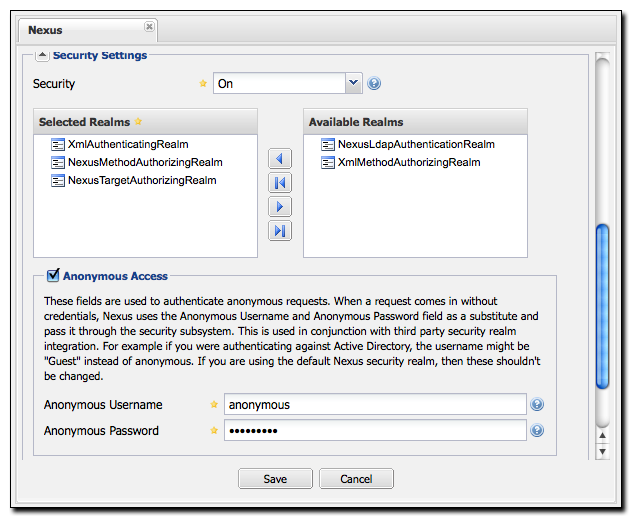 Nexus
Security Settings
Security
On
Selected Realms
Available Realms
XmlAuthenticatingRealm
NexusMethodAuthorizingRealm
NexusTargetAuthorizingRealm
NexusLdapAuthenticationRealm
XmlMethodAuthorizingRealm
Anonymous Access
These fields are used to authenticate anonymous requests. When a request comes in without
credentials, Nexus uses the Anonymous Username and Anonymous Password field as a substitute and
pass it through the security subsystem. This is used in conjunction with third party security realm
integration. For example if you were authenticating against Active Directory, the username might be
"Guest" instead of anonymous. If you are using the default Nexus security realm, then these shouldn't
be changed.
Anonymous Username
anonymous
Anonymous Password
•••••••••
Save
Cancel